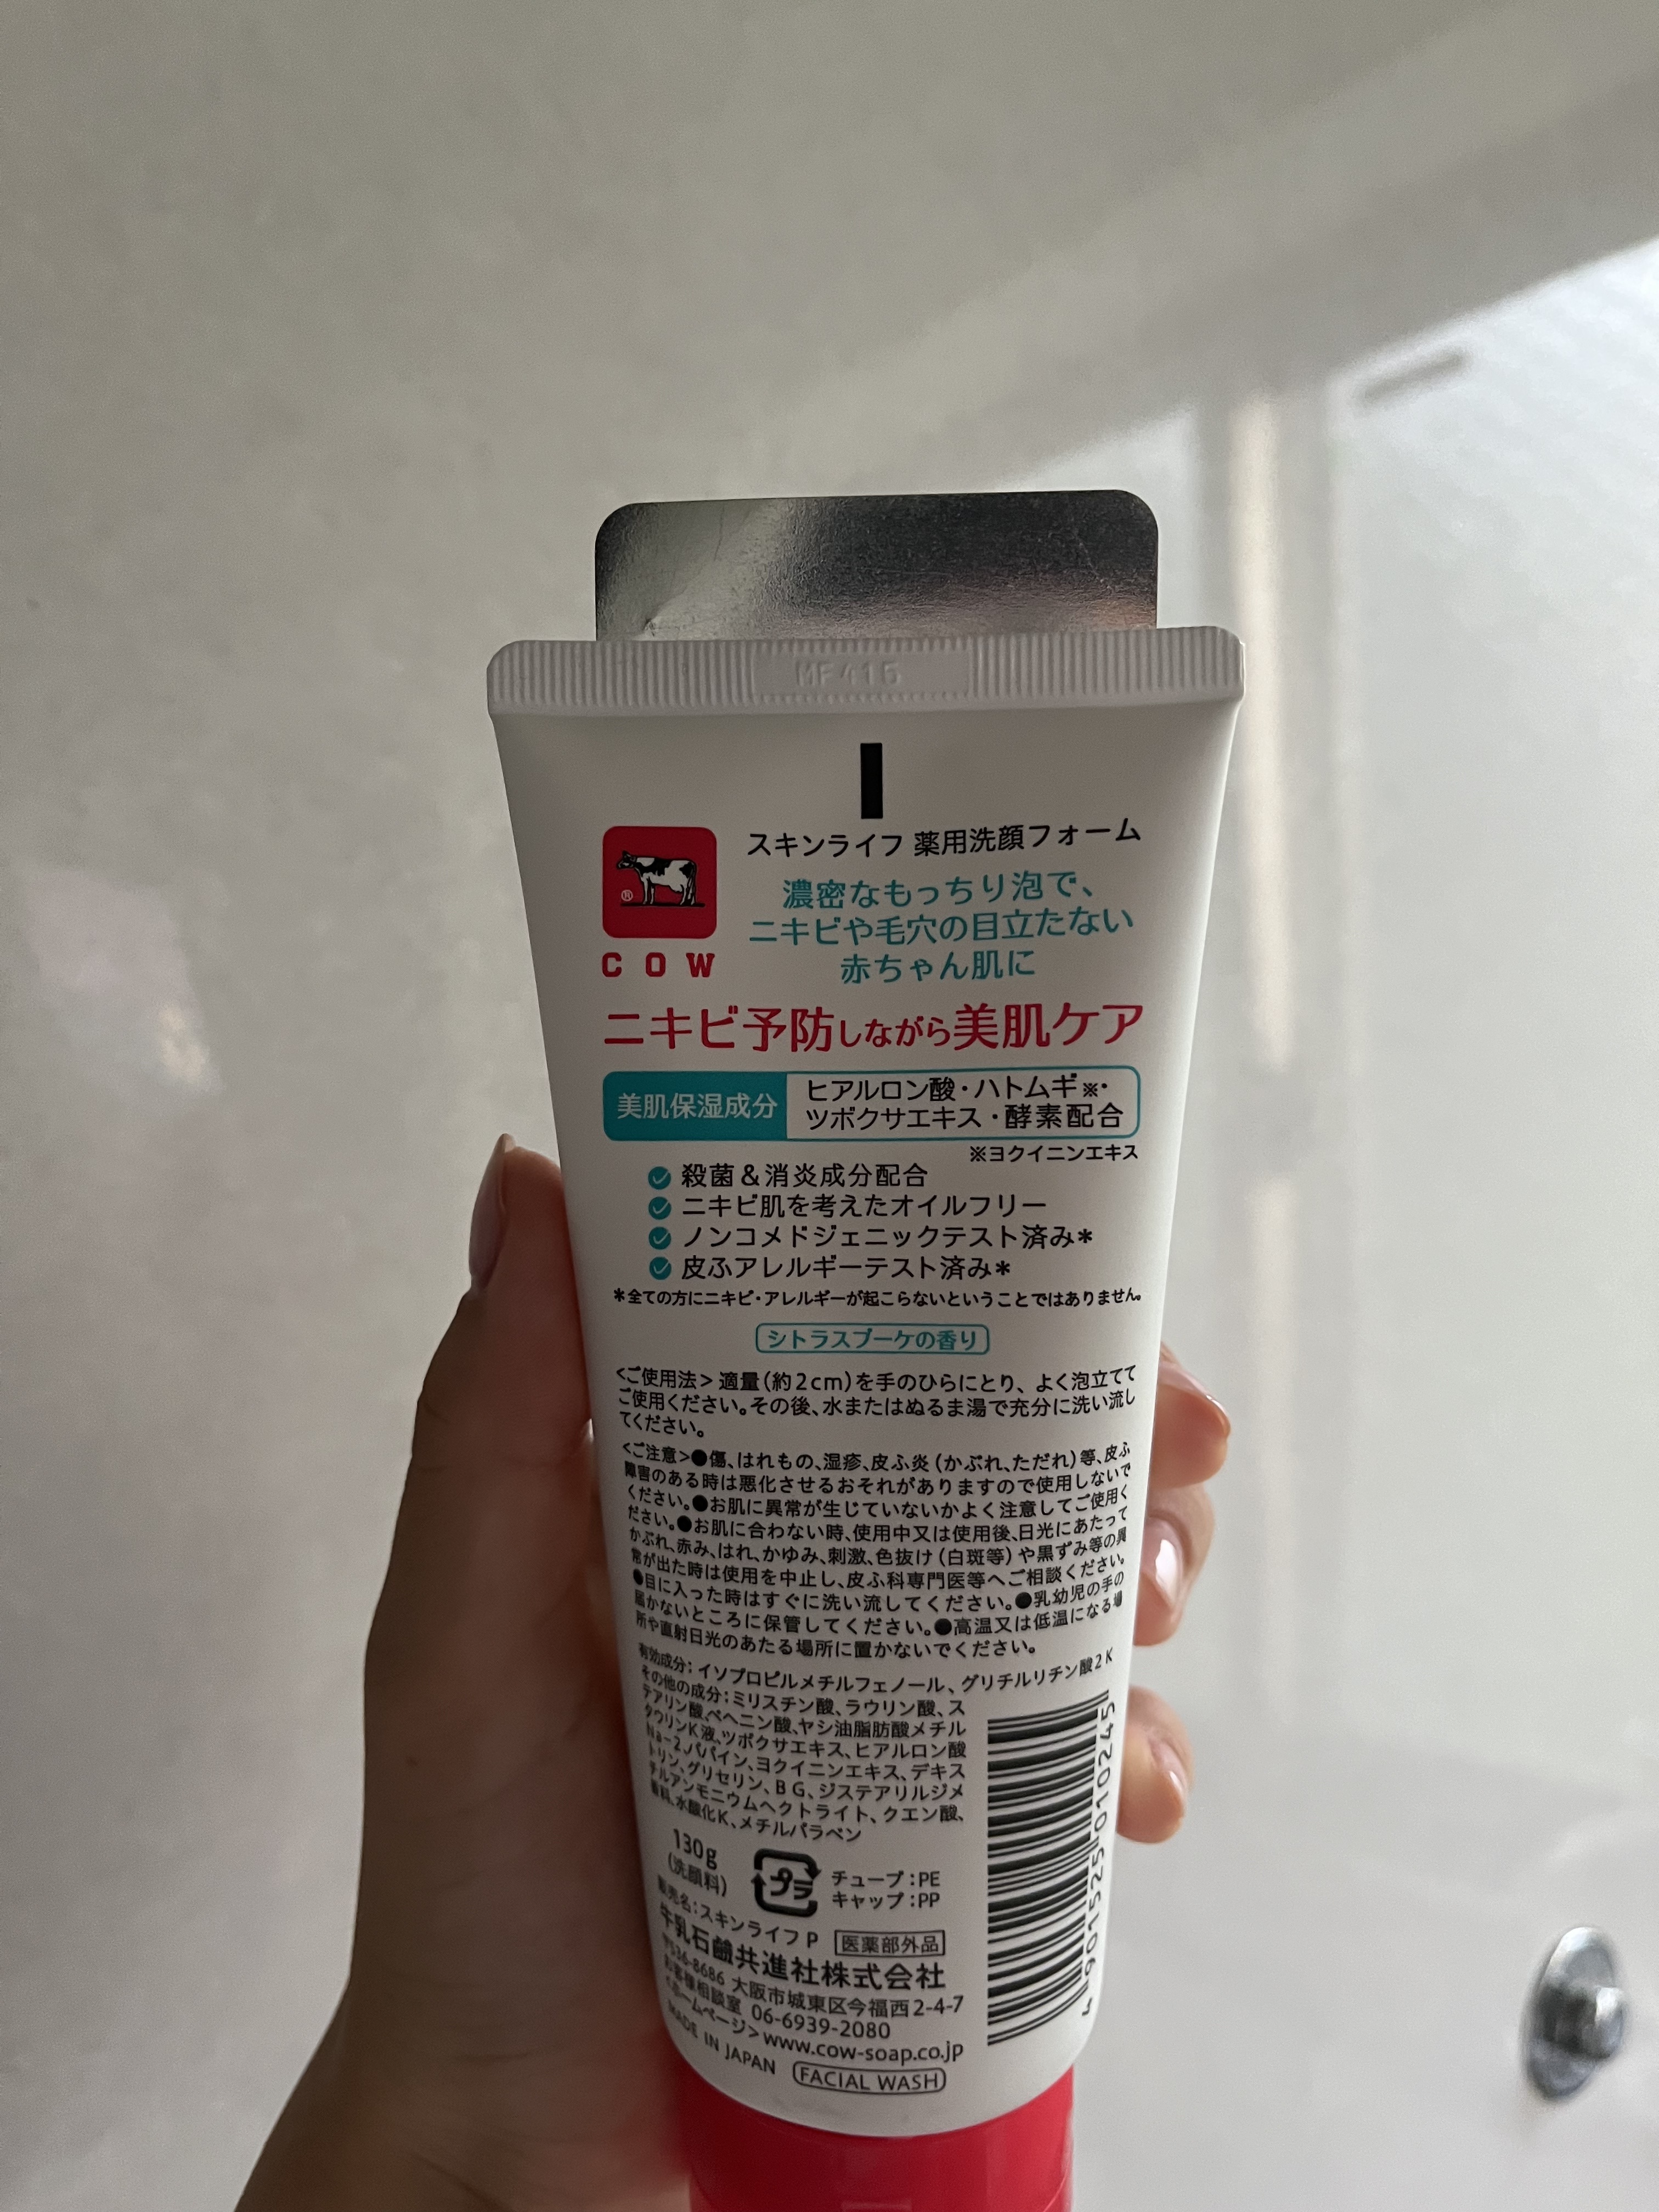 MF415
スキンライフ 薬用洗顔フォーム
濃密なもっちり泡で、
ニキビや毛穴の目立たない
赤ちゃん肌に
®
COW
ニキビ予防しながら美肌ケア
美肌保湿成分
ヒアルロン酸・ハトムギ※・
ツボクサエキス・酵素配合
※ヨクイニンエキス
殺菌＆消炎成分配合
ニキビ肌を考えたオイルフリー
ノンコメドジェニックテスト済み＊
皮ふアレルギーテスト済み＊
＊全ての方にニキビ・アレルギーが起こらないということではありません。
シトラスブーケの香り
<ご使用法> 適量（約2cm）を手のひらにとり、よく泡立てて
ご使用ください。その後、水またはぬるま湯で充分に洗い流し
てください。
<ご注意>●傷、はれもの、湿疹、皮ふ炎（かぶれ、ただれ）等、皮ふ
障害のある時は悪化させるおそれがありますので使用しないで
ください。●お肌に異常が生じていないかよく注意してご使用く
ださい。●お肌に合わない時、使用中又は使用後、日光にあたって
かぶれ、赤み、はれ、かゆみ、刺激、色抜け（白斑等）や黒ずみ等の異
常が出た時は使用を中止し、皮ふ科専門医等へご相談ください。
●目に入った時はすぐに洗い流してください。●乳幼児の手の
届かないところに保管してください。●高温又は低温になる場
所や直射日光のあたる場所に置かないでください。
有効成分：イソプロピルメチルフェノール、グリチルリチン酸2K
その他の成分：ミリスチン酸、ラウリン酸、ス
テアリン酸、ベヘニン酸、ヤシ油脂肪酸メチル
タウリンK液、ツボクサエキス、ヒアルロン酸
Na－2、パパイン、ヨクイニンエキス、デキス
トリン、グリセリン、BG、ジステアリルジメ
チルアンモニウムヘクトライト、クエン酸、
香料、水酸化K、メチルパラベン
4901525010245
130g
（洗顔料）
プラ
チューブ：PE
キャップ：PP
販売名：スキンライフP
医薬部外品
牛乳石鹼共進社株式会社
〒536-8686 大阪市城東区今福西2-4-7
お客様相談室 06-6939-2080
<ホームページ>www.cow-soap.co.jp
MADE IN JAPAN
FACIAL WASH